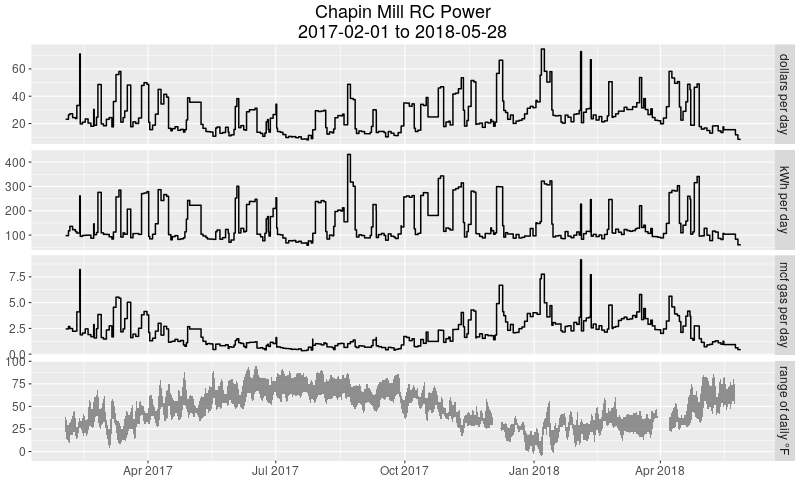 Chapin Mill RC Power
2017-02-01 to 2018-05-28
60
40
20
dollars per day
400
300
200
100
kWh per day
7.5
5.0
2.5
0.0
mcf gas per day
100
75
50
25
0
range of daily °F
Apr 2017 Jul 2017 Oct 2017 Jan 2018 Apr 2018